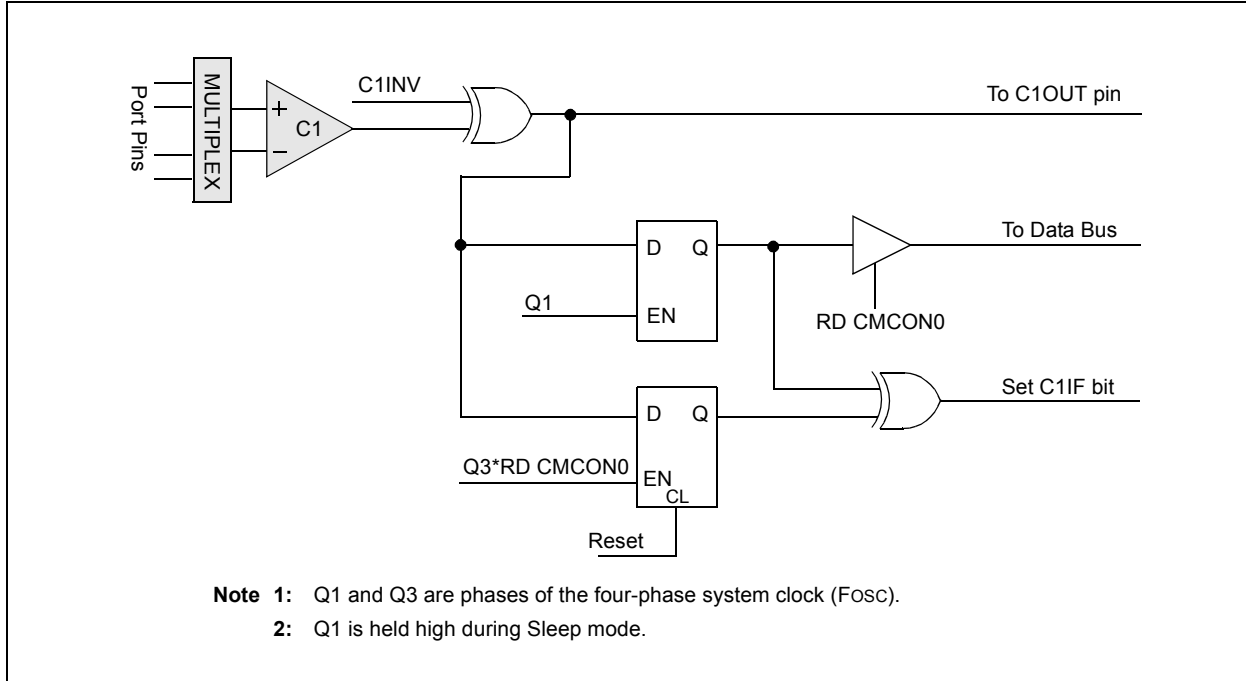 Port Pins
MULTIPLEX
+
−
C1
C1INV
To C1OUT pin
D Q
Q1
EN
To Data Bus
RD CMCON0
D Q
Q3*RD CMCON0
EN
CL
Reset
Set C1IF bit
Note 1: Q1 and Q3 are phases of the four-phase system clock (FOSC).
2: Q1 is held high during Sleep mode.